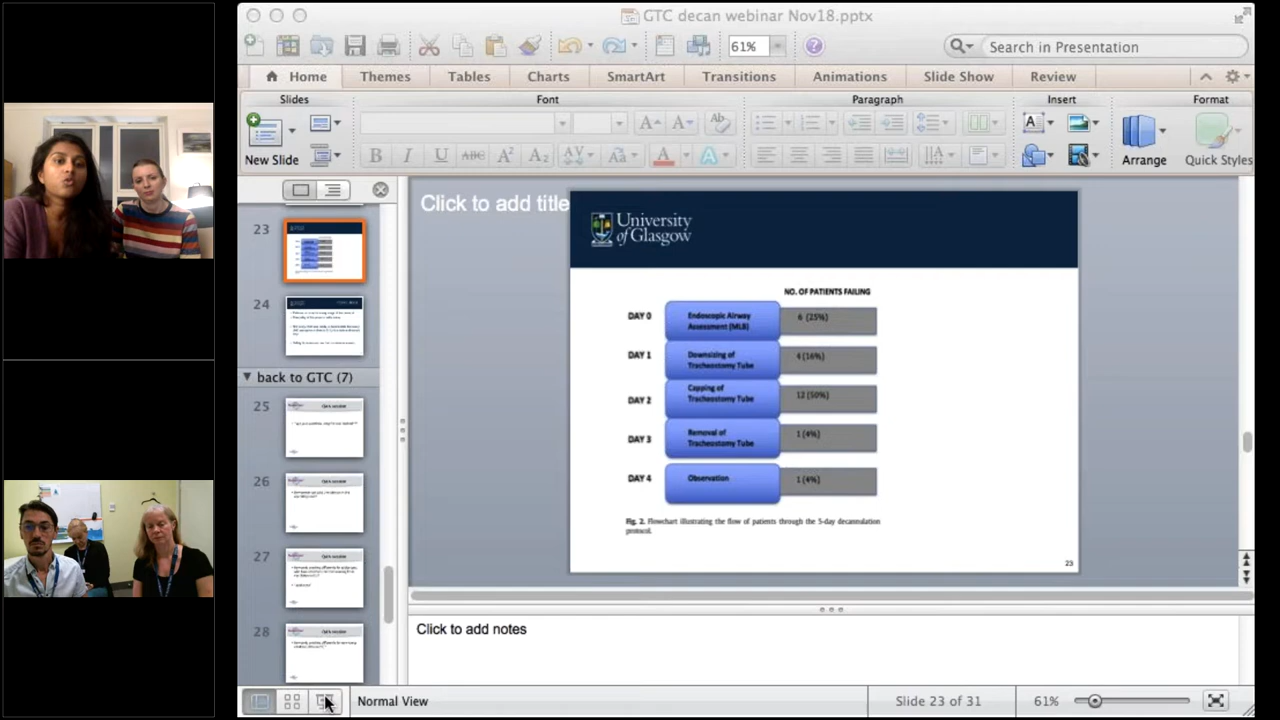 GTC decan webinar Nov18.pptx
61%
Search in Presentation
Home Themes Tables Charts SmartArt Transitions Animations Slide Show Review
Slides Font Paragraph Insert Format
New Slide
Arrange
Quick Styles
Click to add title
University
of Glasgow
NO. OF PATIENTS FAILING
DAY 0 Endoscopic Airway
Assessment (MLB) 6 (25%)
DAY 1 Downsizing of
Tracheostomy Tube 4 (16%)
DAY 2 Capping of
Tracheostomy Tube 12 (50%)
DAY 3 Removal of
Tracheostomy Tube 1 (4%)
DAY 4 Observation 1 (4%)
Fig. 2. Flowchart illustrating the flow of patients through the 5-day decannulation
protocol.
23
23
24
back to GTC (7)
25
26
27
28
Click to add notes
Normal View
Slide 23 of 31
61%